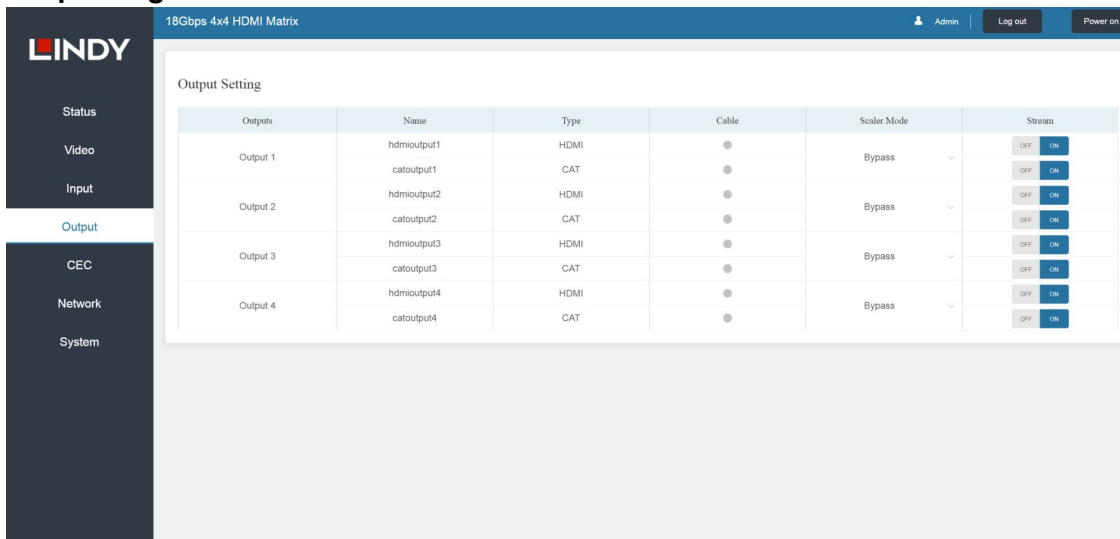 18Gbps 4x4 HDMI Matrix
Admin
Log out
Power on
LINDY
Status
Video
Input
Output
CEC
Network
System
Output Setting
Outputs Name Type Cable Scaler Mode Stream
Output 1 hdmioutput1 HDMI Bypass OFF ON
catoutput1 CAT OFF ON
Output 2 hdmioutput2 HDMI Bypass OFF ON
catoutput2 CAT OFF ON
Output 3 hdmioutput3 HDMI Bypass OFF ON
catoutput3 CAT OFF ON
Output 4 hdmioutput4 HDMI Bypass OFF ON
catoutput4 CAT OFF ON